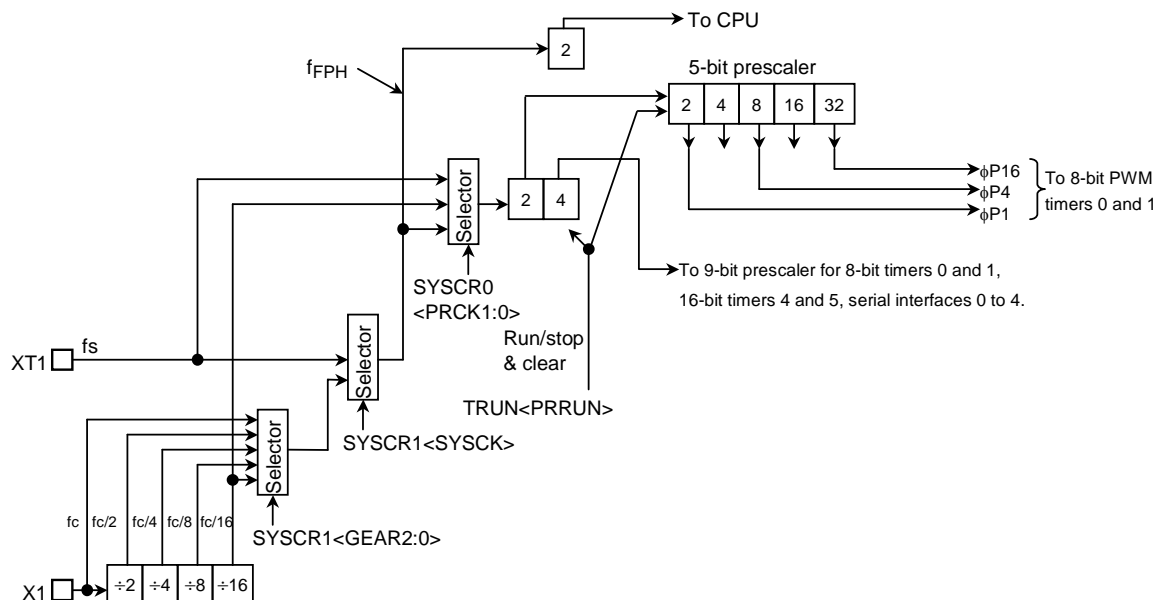 To CPU
2
fFPH
5-bit prescaler
2 4 8 16 32
Selector
2 4
ϕP16
ϕP4
ϕP1
To 8-bit PWM
timers 0 and 1
SYSCR0
<PRCK1:0>
To 9-bit prescaler for 8-bit timers 0 and 1,
16-bit timers 4 and 5, serial interfaces 0 to 4.
Run/stop
& clear
TRUN<PRRUN>
XT1
fs
Selector
SYSCR1<SYSCK>
Selector
fc
fc/2
fc/4
fc/8
fc/16
SYSCR1<GEAR2:0>
X1
÷2 ÷4 ÷8 ÷16